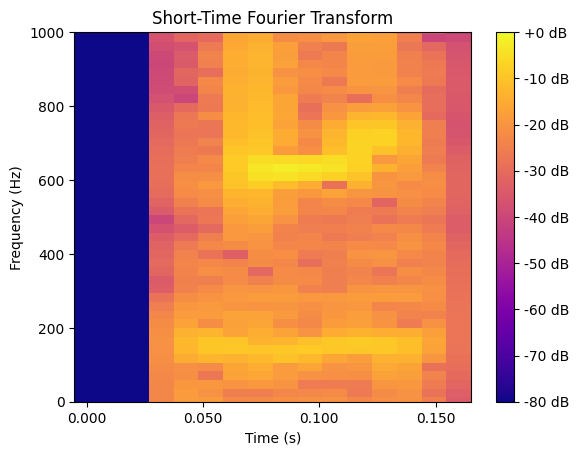 Short-Time Fourier Transform
1000
800
600
400
200
0
Frequency (Hz)
0.000
0.050
0.100
0.150
Time (s)
+0 dB
-10 dB
-20 dB
-30 dB
-40 dB
-50 dB
-60 dB
-70 dB
-80 dB